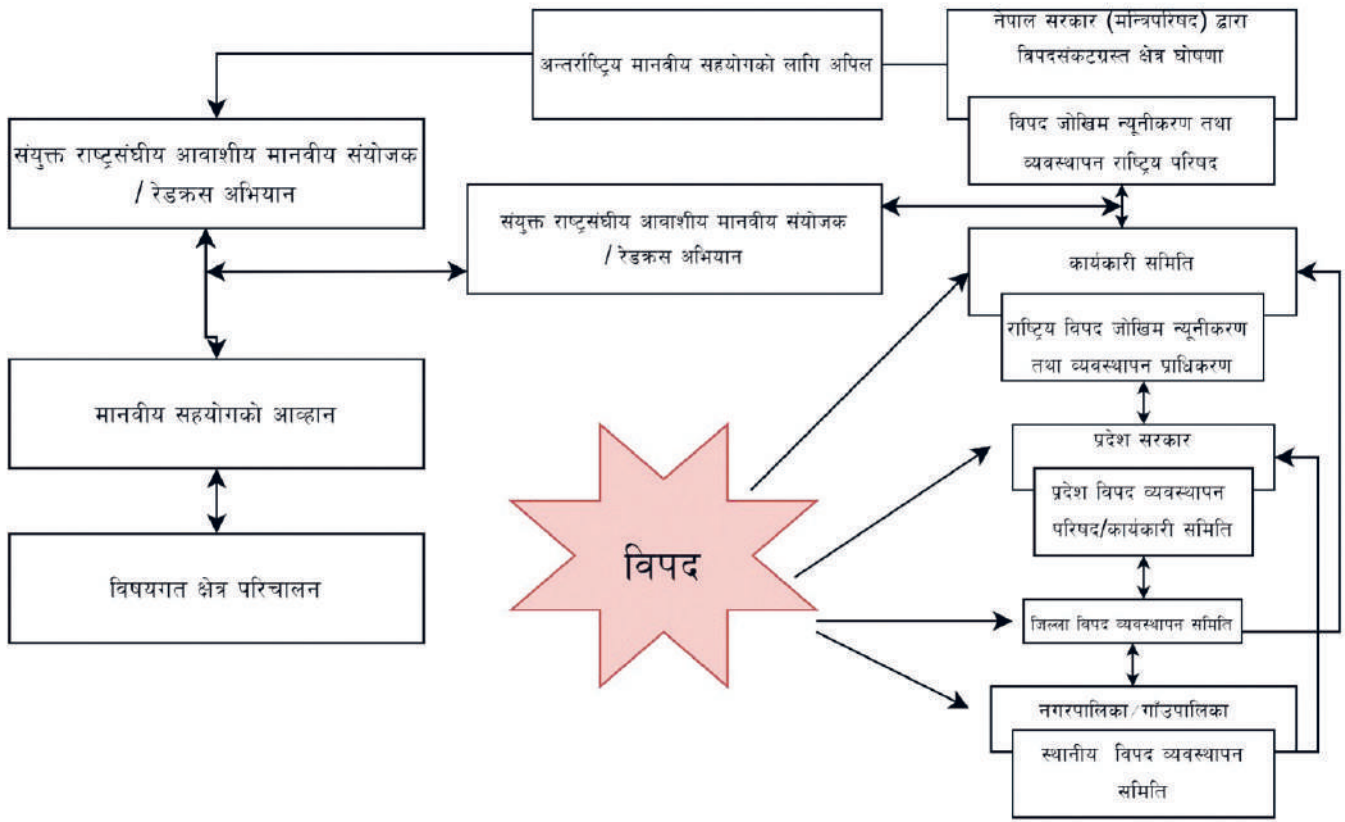 नेपाल सरकार (मन्त्रिपरिषद) द्वारा
विपदसंकटग्रस्त क्षेत्र घोषणा
अन्तर्राष्ट्रिय मानवीय सहयोगको लागि अपिल
विपद जोखिम न्यूनीकरण तथा
व्यवस्थापन राष्ट्रिय परिषद
संयुक्त राष्ट्रसंघीय आवाशीय मानवीय संयोजक
/ रेडक्रस अभियान
संयुक्त राष्ट्रसंघीय आवाशीय मानवीय संयोजक
/ रेडक्रस अभियान
कार्यकारी समिति
राष्ट्रिय विपद जोखिम न्यूनीकरण
तथा व्यवस्थापन प्राधिकरण
मानवीय सहयोगको आव्हान
प्रदेश सरकार
प्रदेश विपद व्यवस्थापन
परिषद/कार्यकारी समिति
विपद
विषयगत क्षेत्र परिचालन
जिल्ला विपद व्यवस्थापन समिति
नगरपालिका/गाँउपालिका
स्थानीय विपद व्यवस्थापन
समिति